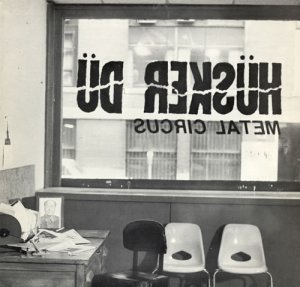 HÜSKER DÜ
METAL CIRCUS